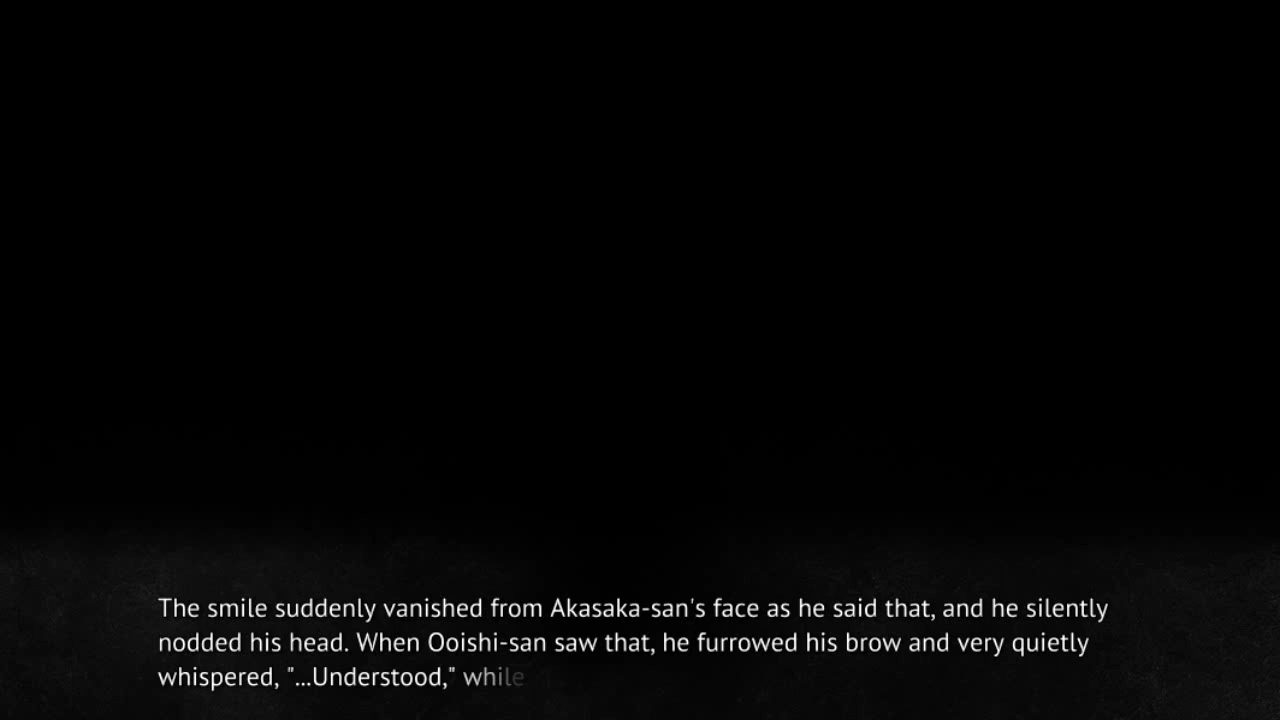 The smile suddenly vanished from Akasaka-san's face as he said that, and he silently
nodded his head. When Ooishi-san saw that, he furrowed his brow and very quietly
whispered, "...Understood," while